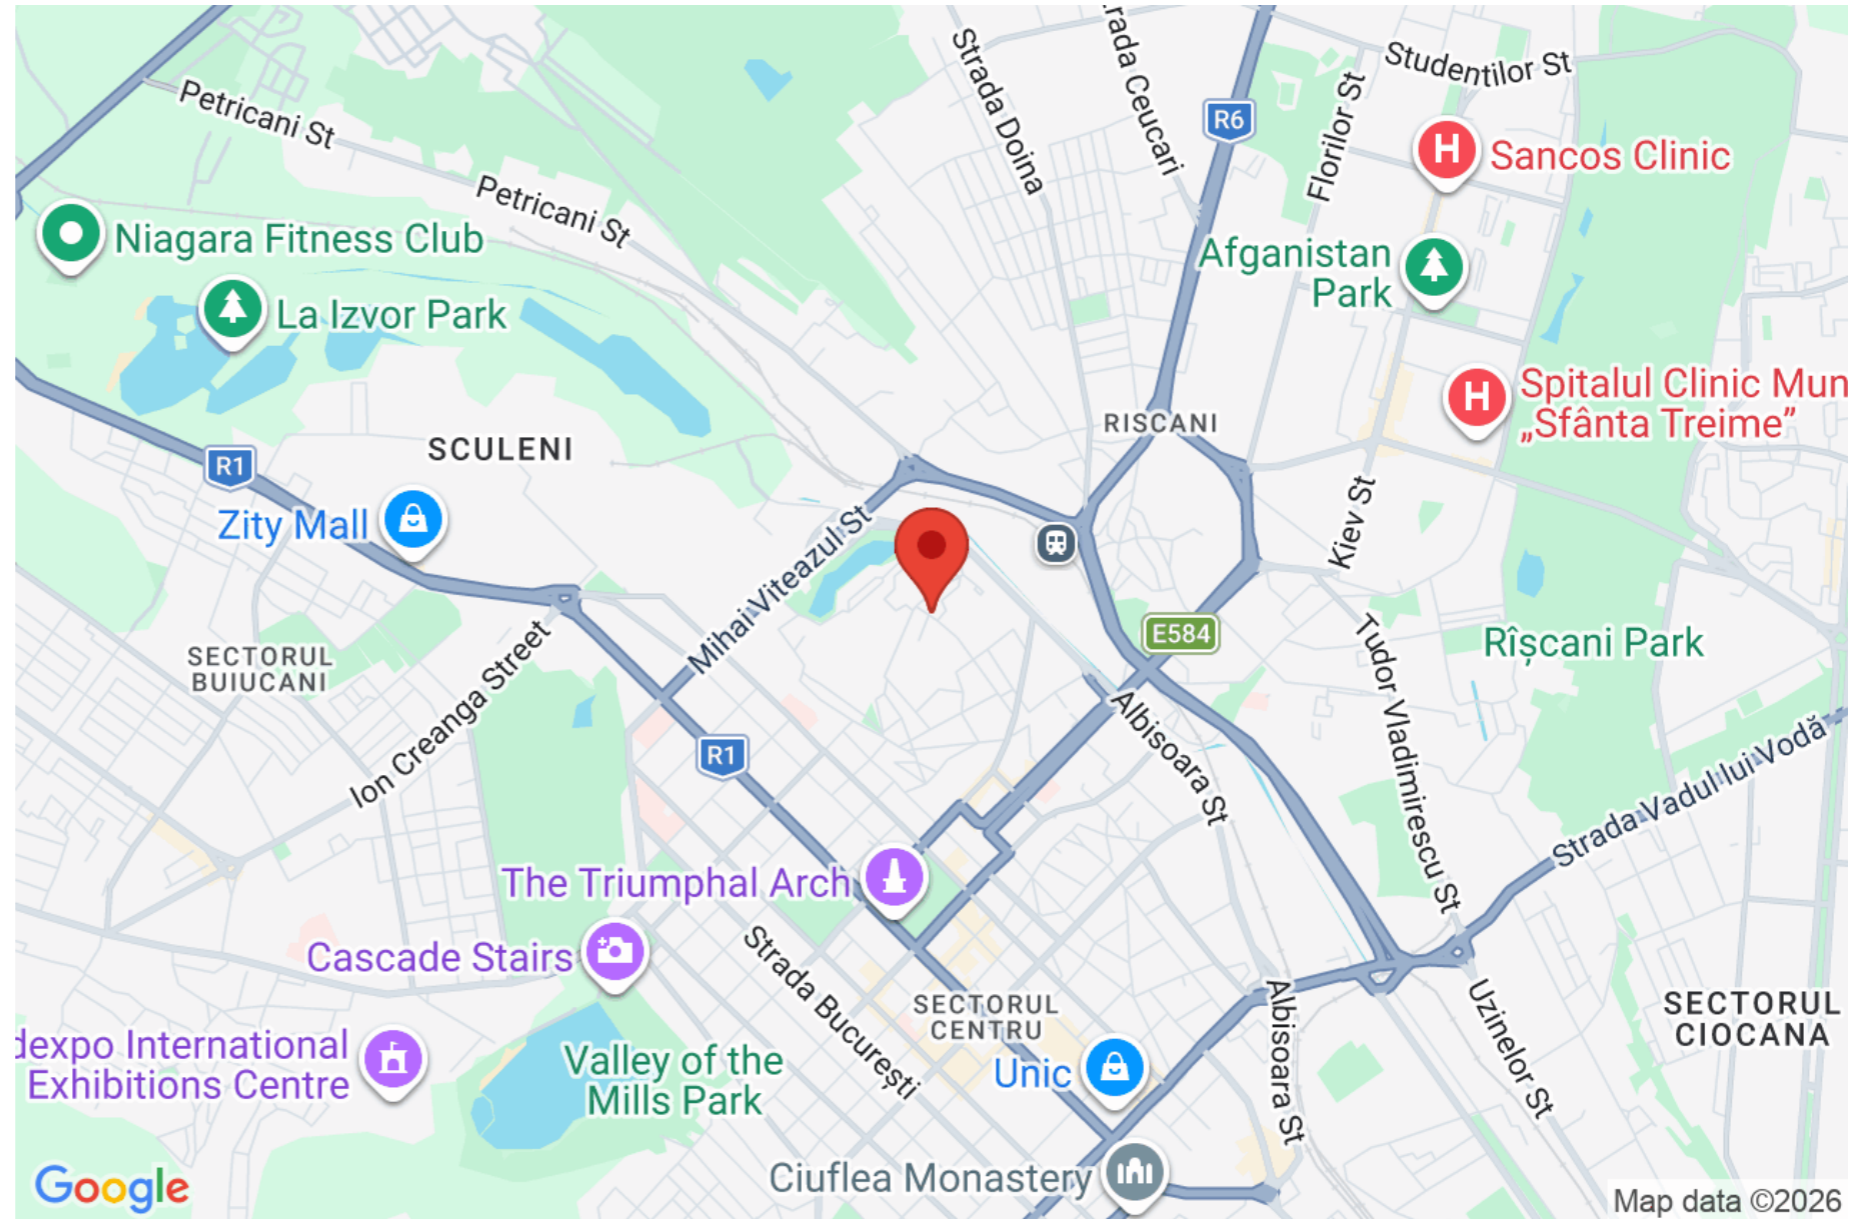 Strada Doina
rada Ceucari
Studentilor St
Petricani St
R6
Florilor St
Sancos Clinic
Petricani St
Niagara Fitness Club
Afganistan
Park
La Izvor Park
Spitalul Clinic Mun
„Sfânta Treime”
RISCANI
SCULENI
R1
Zity Mall
Mihai Viteazul St
Kiev St
E584
Rîșcani Park
SECTORUL
BUIUCANI
Ion Creanga Street
Tudor Vladimirescu St
Albisoara St
R1
Strada Vadul lui Vodă
The Triumphal Arch
Cascade Stairs
Strada București
SECTORUL
CENTRU
Albisoara St
Uzinelor St
SECTORUL
CIOCANA
dexpo International
Exhibitions Centre
Valley of the
Mills Park
Unic
Ciuflea Monastery
Google
Map data ©2026